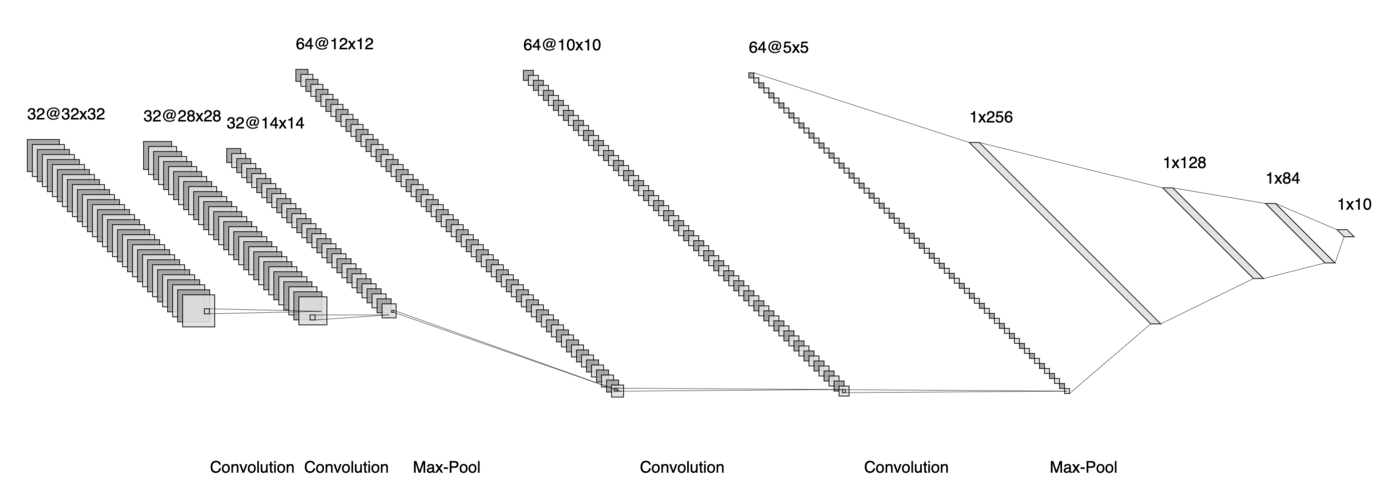 64@12x12
64@10x10
64@5x5
32@32x32
32@28x28
32@14x14
1x256
1x128
1x84
1x10
Convolution
Convolution
Max-Pool
Convolution
Convolution
Max-Pool